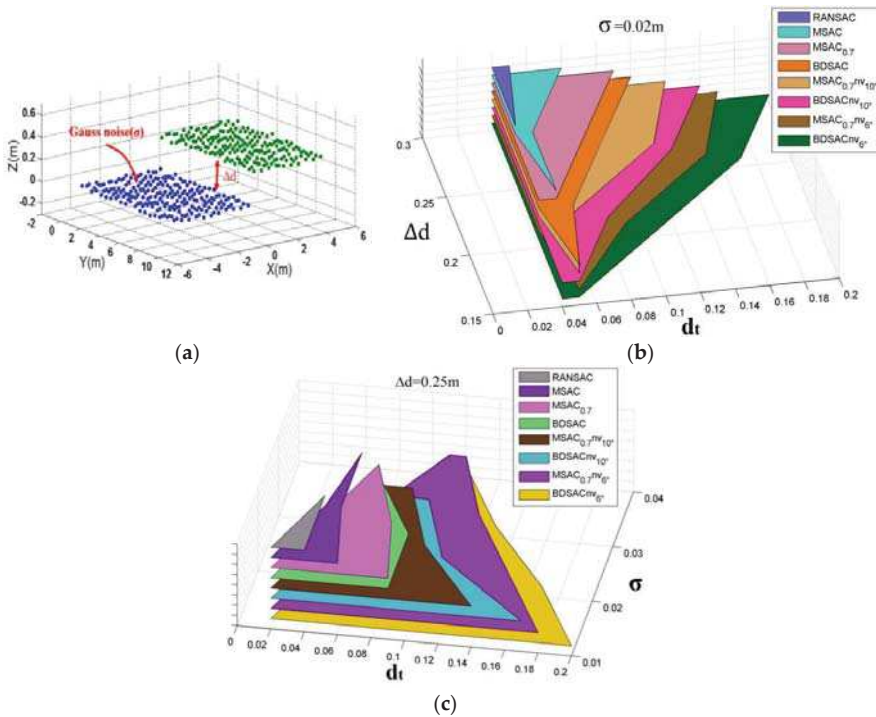 0.6
0.4
0.2
0
-0.2
Z(m)
Gauss noise(σ)
Δd
-2
0
2
4
6
8
10
12
Y(m)
-6
-4
-2
0
2
4
6
X(m)
(a)
σ =0.02m
RANSAC
MSAC
MSAC0.7
BDSAC
MSAC0.7nv10°
BDSACnv10°
MSAC0.7nv6°
BDSACnv6°
0.3
0.25
0.2
0.15
Δd
0
0.02
0.04
0.06
0.08
0.1
0.12
0.14
0.16
0.18
0.2
dt
(b)
Δd=0.25m
RANSAC
MSAC
MSAC0.7
BDSAC
MSAC0.7nv10°
BDSACnv10°
MSAC0.7nv6°
BDSACnv6°
0.04
0.03
0.02
0.01
σ
0
0.02
0.04
0.06
0.08
0.1
0.12
0.14
0.16
0.18
0.2
dt
(c)